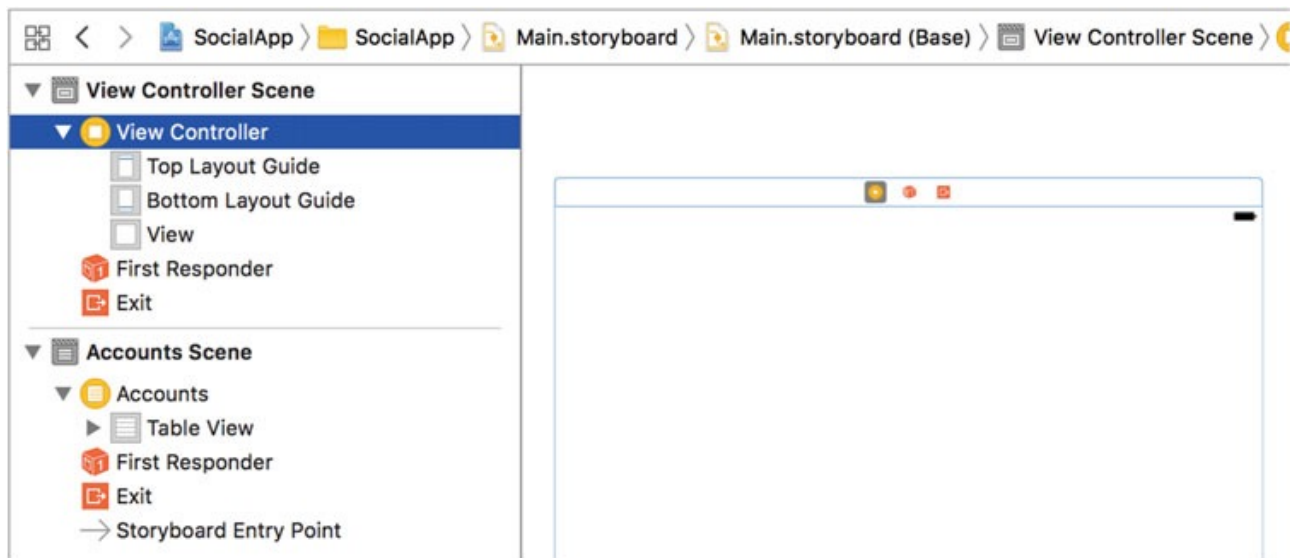 SocialApp SocialApp Main.storyboard Main.storyboard (Base) View Controller Scene
View Controller Scene
View Controller
Top Layout Guide
Bottom Layout Guide
View
First Responder
Exit
Accounts Scene
Accounts
Table View
First Responder
Exit
Storyboard Entry Point